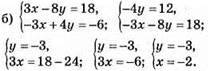 б) {3x − 8y = 18, {−4y = 12,
{−3x + 4y = −6; {−3x − 8y = 18;
{y = −3, {y = −3, {y = −3,
{3x = 18 − 24; {3x = −6; {x = −2.